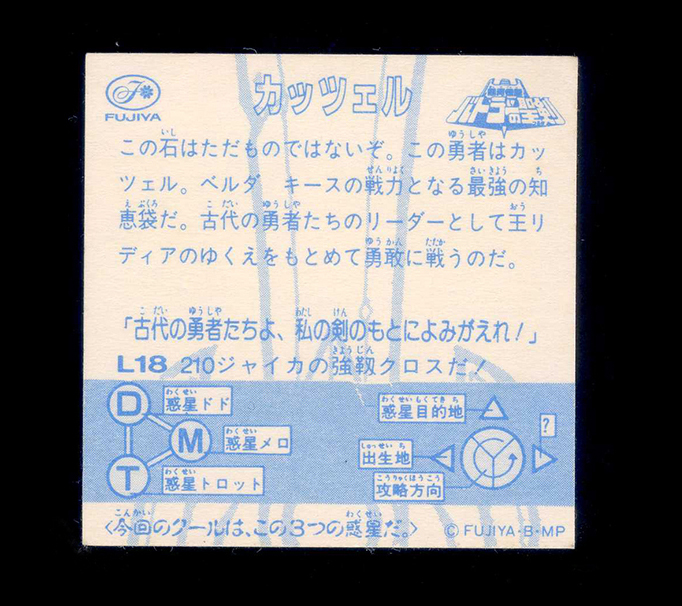 FUJIYA
カッツェル
バトラーの聖剣
この石はただものではないぞ。この勇者はカッ
ツェル。ベルダ キースの戦力となる最強の知
恵袋だ。古代の勇者たちのリーダーとして王リ
ディアのゆくえをもとめて勇敢に戦うのだ。
「古代の勇者たちよ、私の剣のもとによみがえれ！」
L18 210ジャイカの強靱クロスだ！
D 惑星ドド
M 惑星メロ
T 惑星トロット
惑星目的地
?
出生地
攻略方向
〈今回のクールは、この3つの惑星だ。〉
© FUJIYA・B・MP